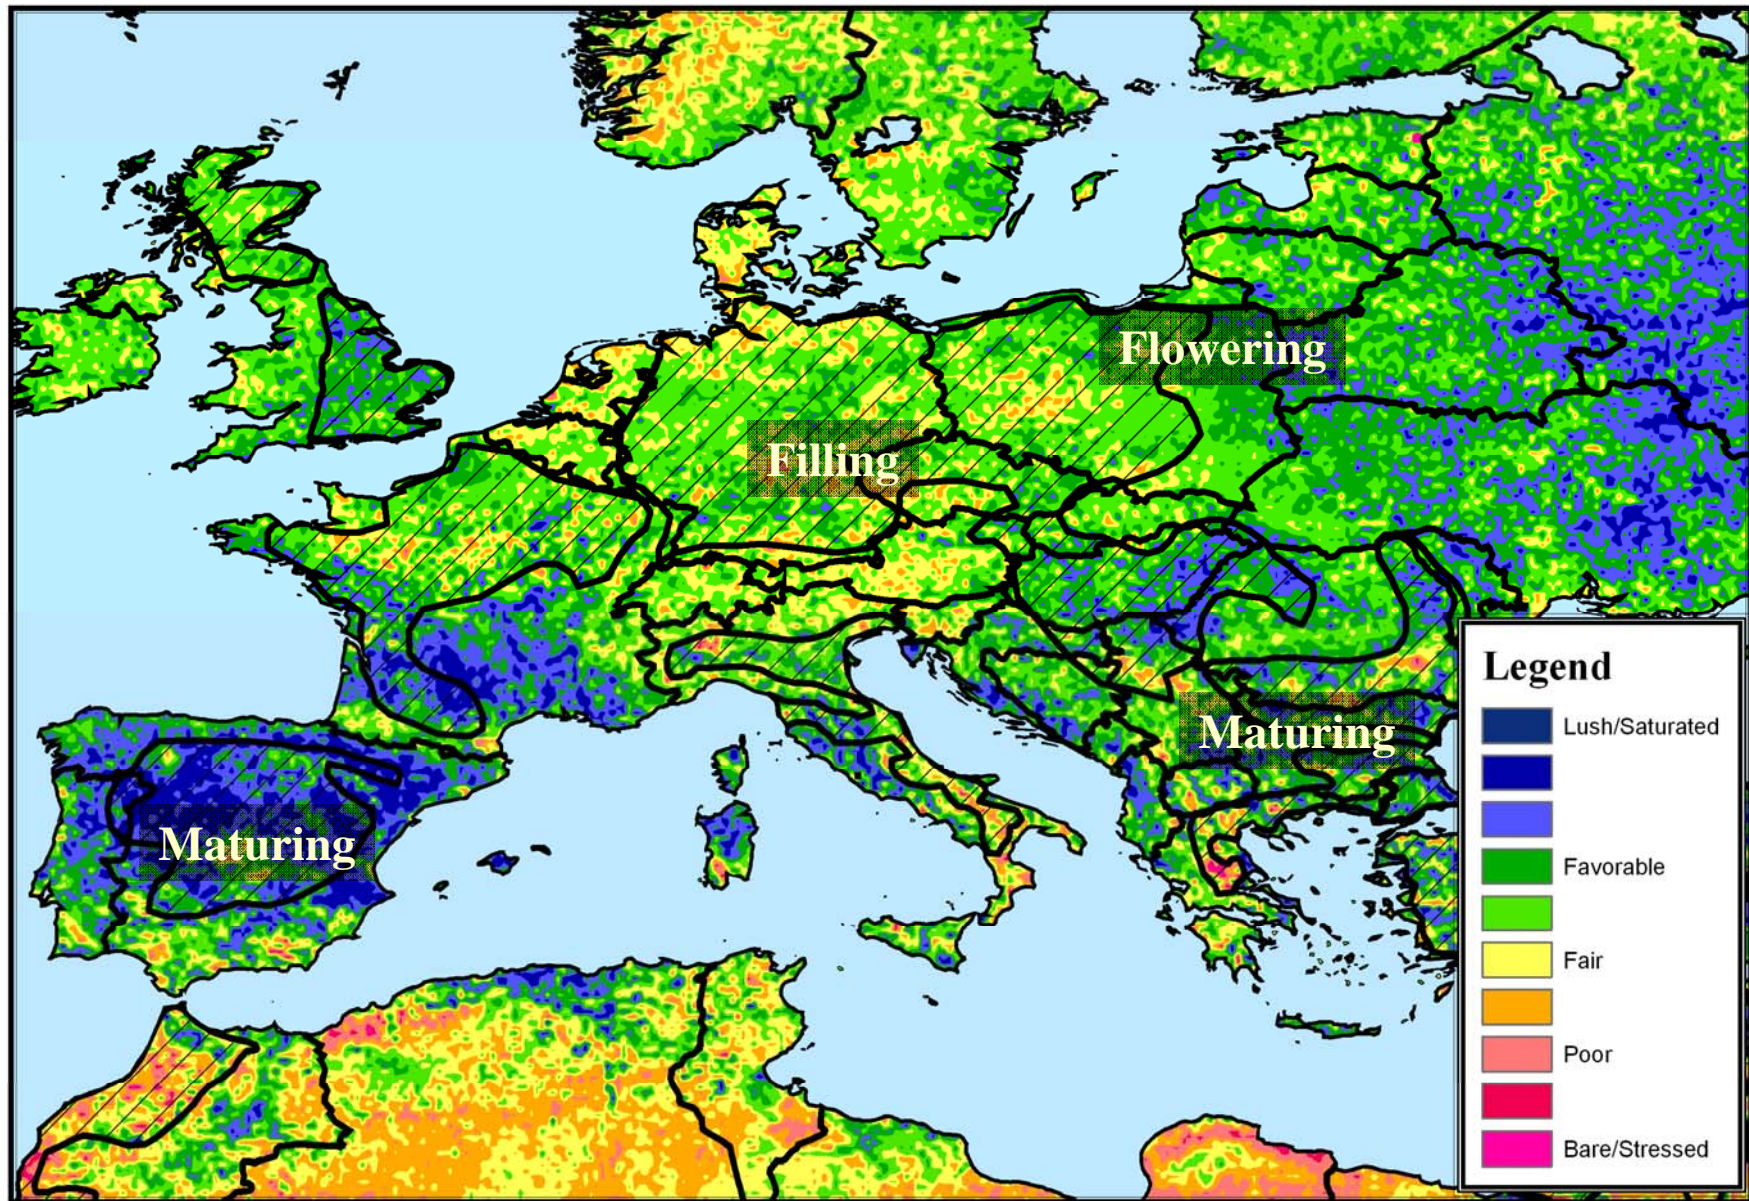 Flowering
Filling
Maturing
Maturing
Legend
Lush/Saturated
Favorable
Fair
Poor
Bare/Stressed